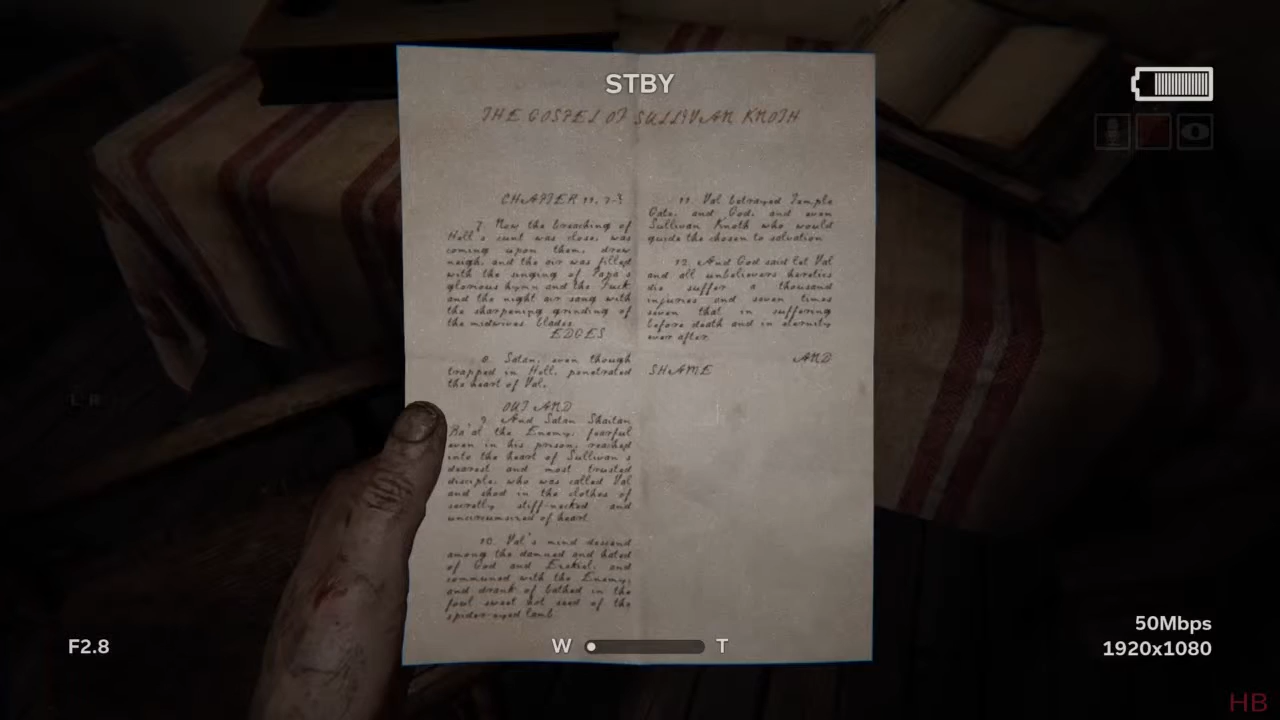 STBY
THE GOSPEL OF SULLIVAN KNOTH
CHAPTER 11. 7-
7. Now the breaching of
Hell's cunt was close, was
coming upon them, drew
neigh, and the air was filled
with the singing of Papa's
glorious hymn and the Fuck
and the night air sang with
the sharpening grinding of
the midwives blades.
EDGES
8. Satan, even though
trapped in Hell, penetrated
the heart of Val.
OUT AND
9. And Satan Shaitan
Ra'at the Enemy, fearful
even in his prison, reached
into the heart of Sullivan's
dearest and most trusted
disciple, who was called Val
and shod in the clothes of
secretly stiff-necked and
uncircumsized of heart.
10. Val's mind descend
among the damned and hated
of God and Ezekiel, and
communed with the Enemy,
and drank of bathed in the
foul sweet hot seed of the
spider-eyed lamb.
11. Val betrayed Temple
Gate, and God, and even
Sullivan Knoth who would
guide the chosen to salvation
12. And God said let Val
and all unbelievers heretics
die suffer a thousand
injuries and seven times
seven that in suffering
before death and in eternity
ever after.
AND
SHAME
F2.8
W T
50Mbps
1920x1080
HB